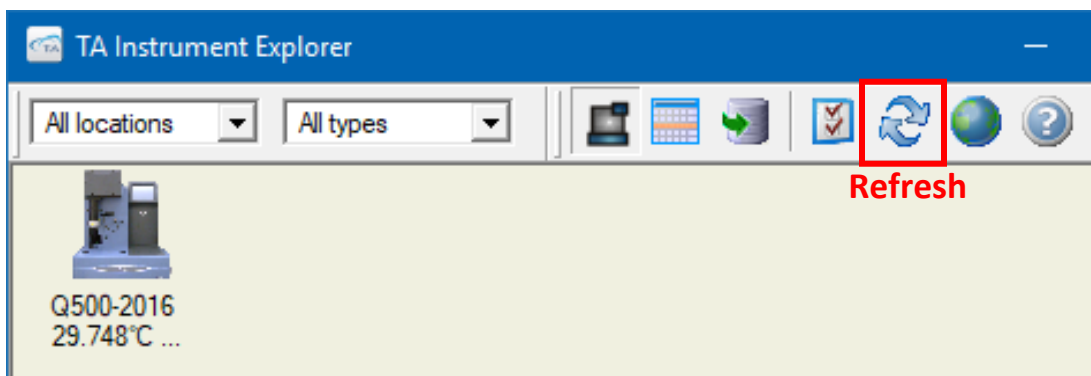 TA Instrument Explorer
All locations
All types
Refresh
Q500-2016
29.748°C ...